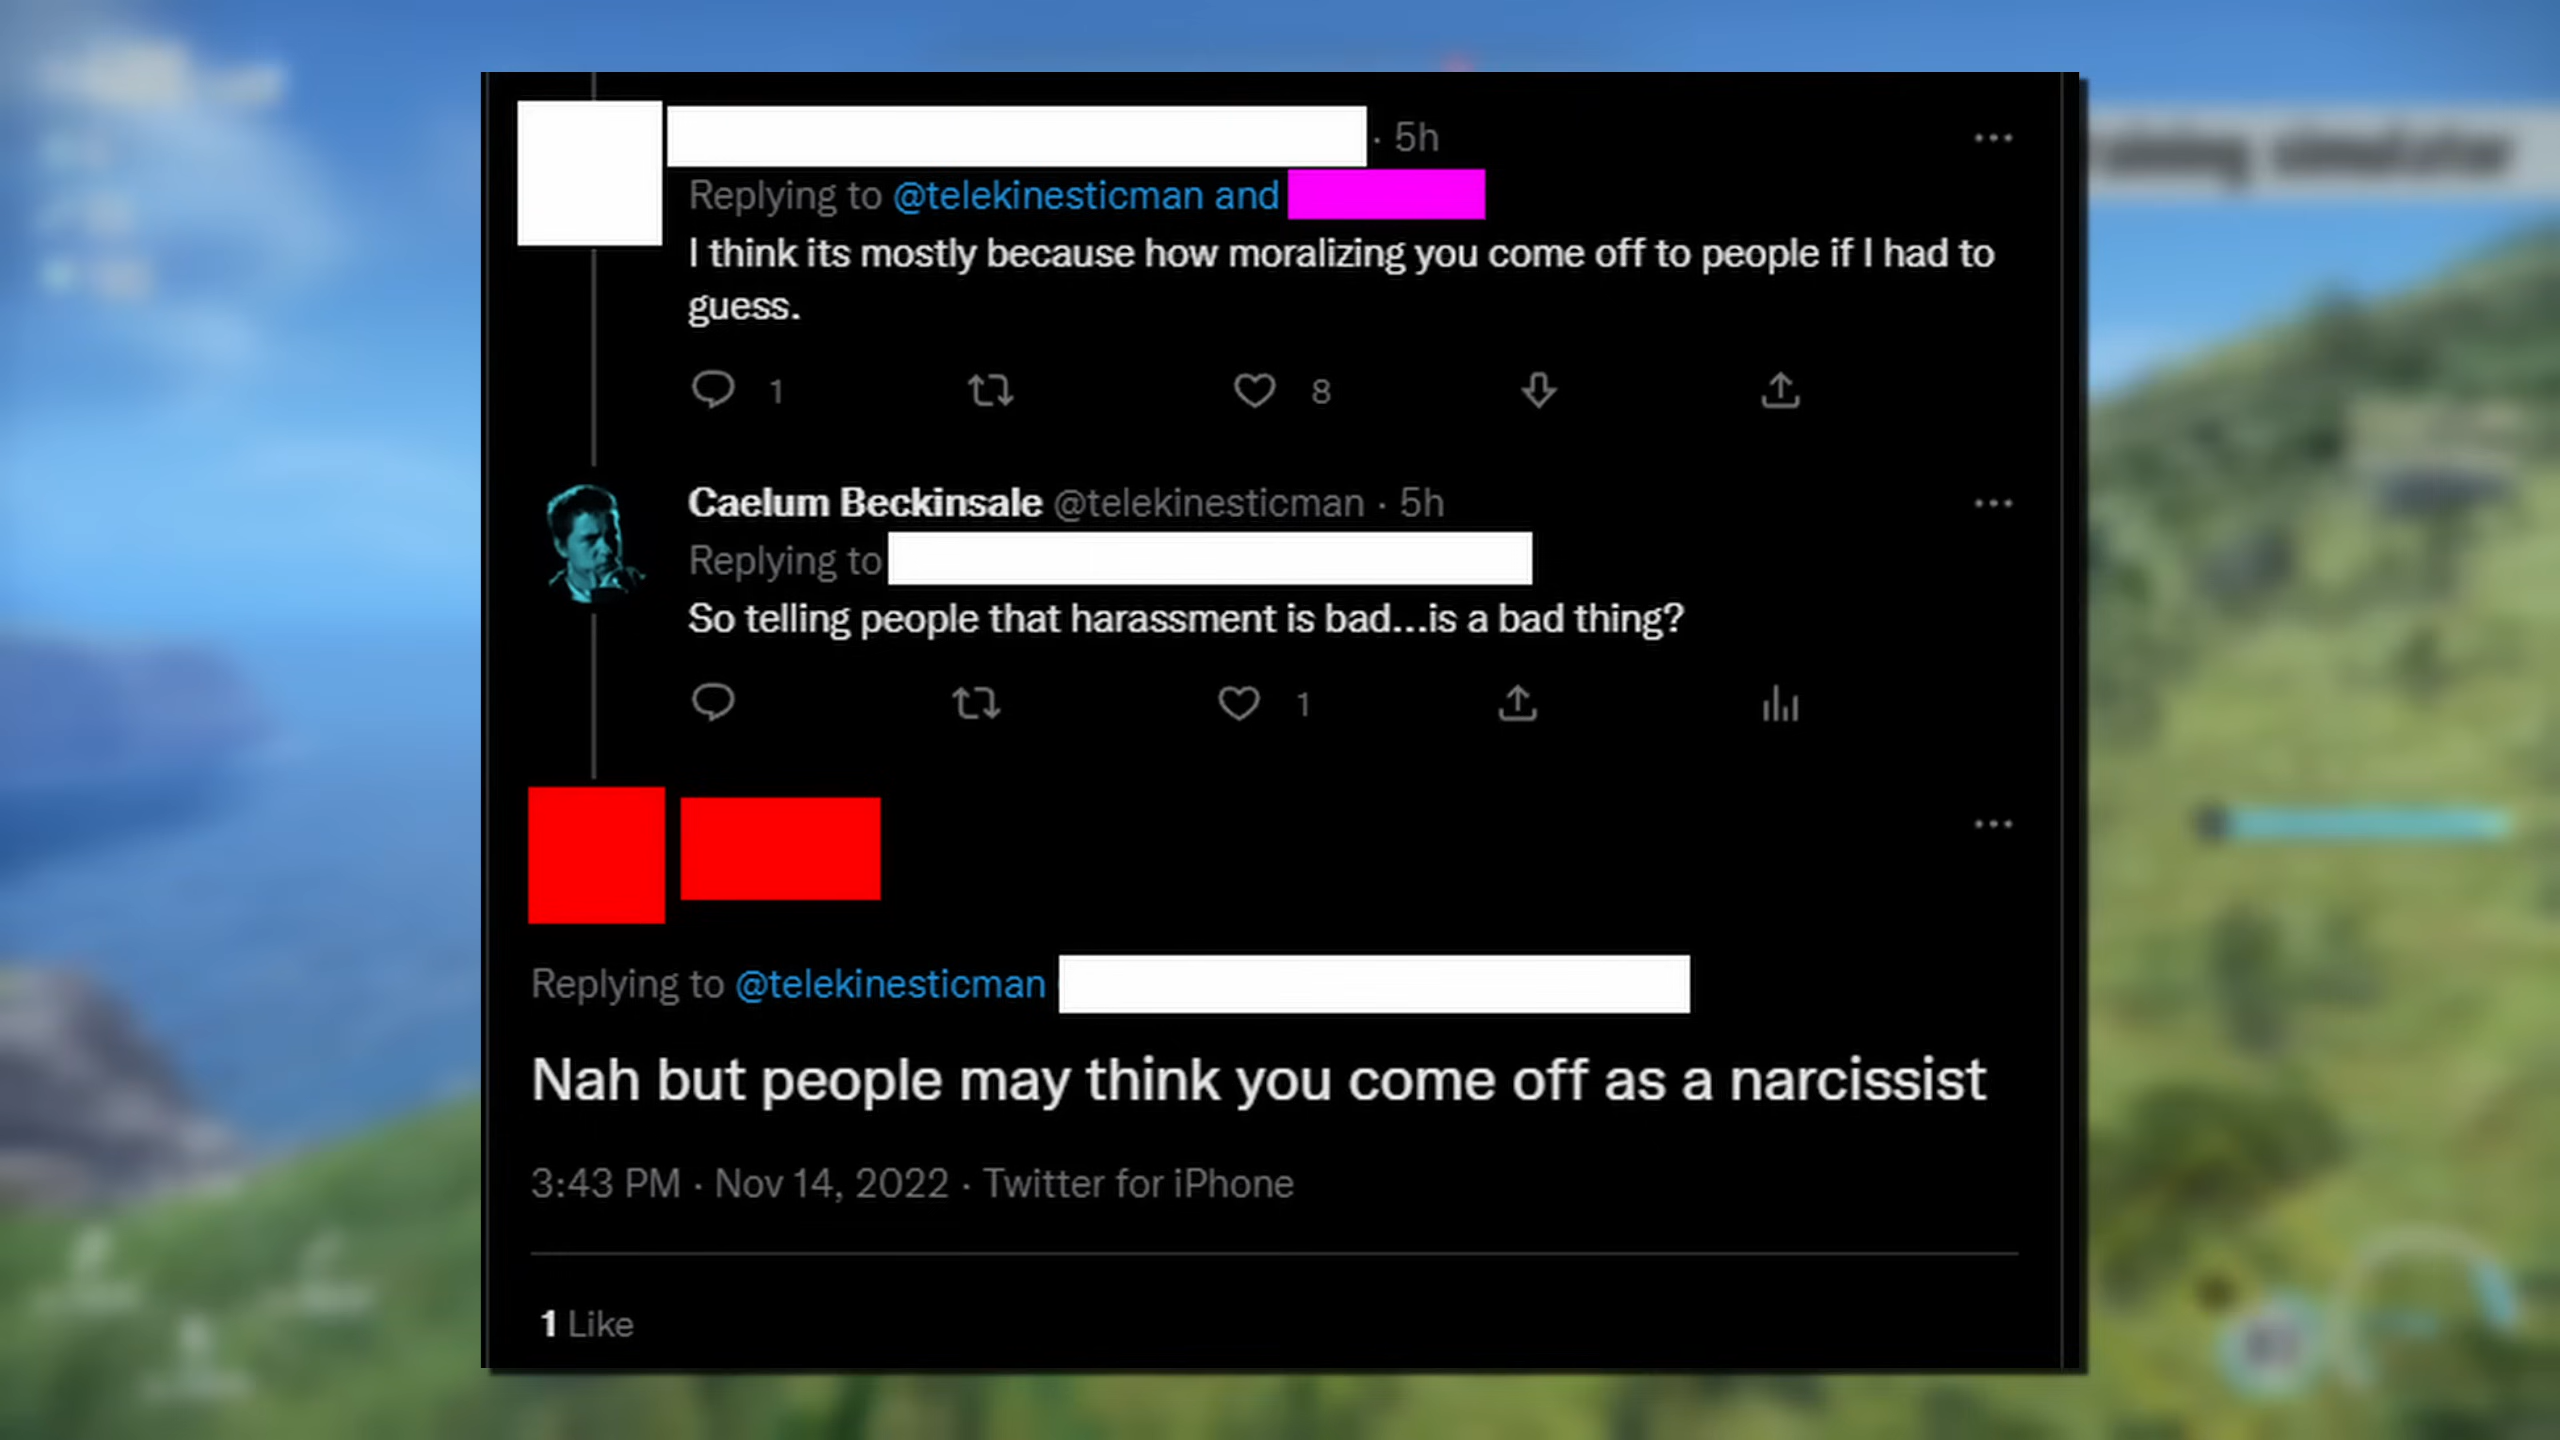 · 5h
Replying to @telekinesticman and
I think its mostly because how moralizing you come off to people if I had to
guess.
1 8
Caelum Beckinsale @telekinesticman · 5h
Replying to
So telling people that harassment is bad...is a bad thing?
1
Replying to @telekinesticman
Nah but people may think you come off as a narcissist
3:43 PM · Nov 14, 2022 · Twitter for iPhone
1 Like